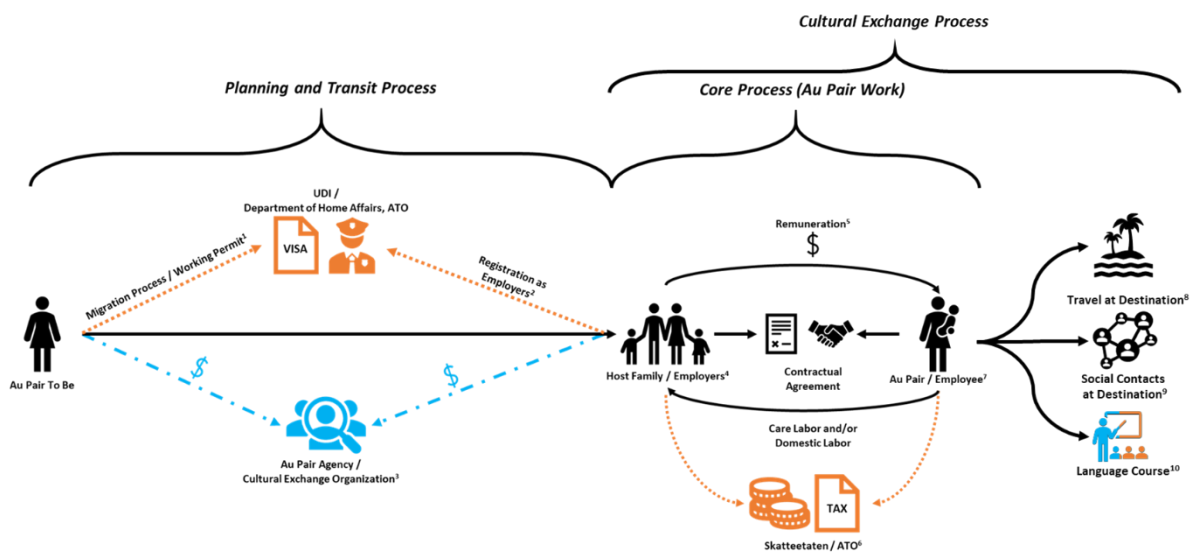 Cultural Exchange Process
Planning and Transit Process
Core Process (Au Pair Work)
UDI /
Department of Home Affairs, ATO
VISA
Migration Process / Working Permit¹
Registration as
Employers²
Au Pair To Be
$
$
Au Pair Agency /
Cultural Exchange Organization³
Remuneration⁵
$
Host Family / Employers⁴
Contractual
Agreement
Au Pair / Employee⁷
Care Labor and/or
Domestic Labor
TAX
Skatteetaten / ATO⁶
Travel at Destination⁸
Social Contacts
at Destination⁹
Language Course¹⁰